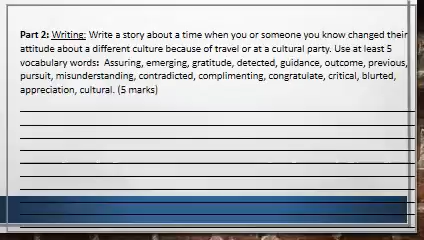 Part 2: Writing: Write a story about a time when you or someone you know changed their
attitude about a different culture because of travel or at a cultural party. Use at least 5
vocabulary words: Assuring, emerging, gratitude, detected, guidance, outcome, previous,
pursuit, misunderstanding, contradicted, complimenting, congratulate, critical, blurted,
appreciation, cultural. (5 marks)